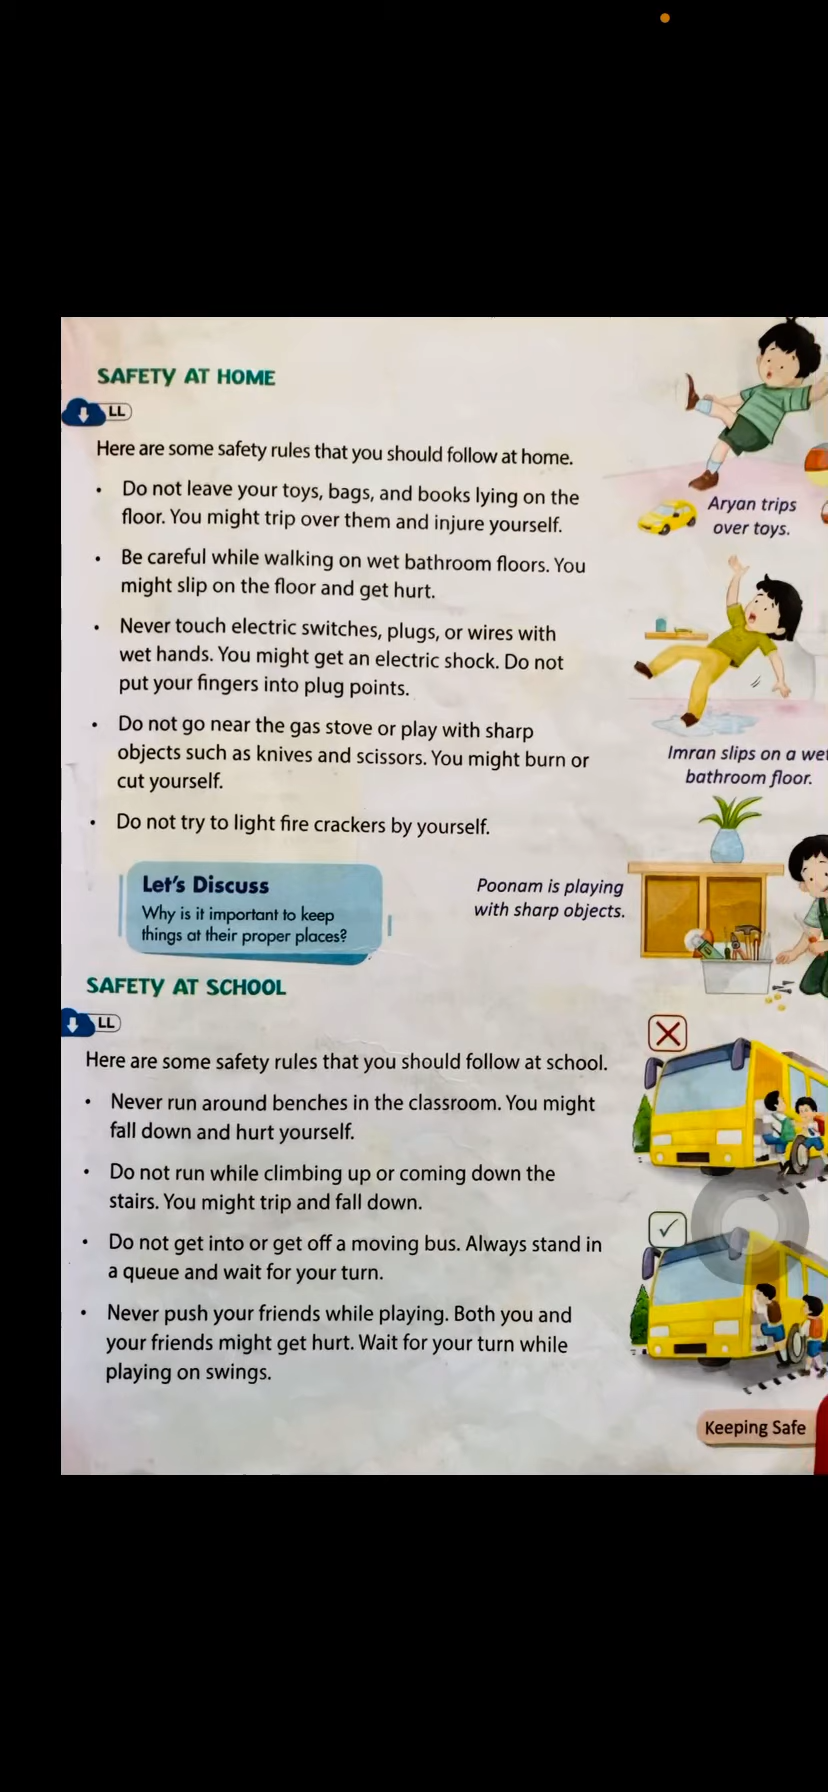 SAFETY AT HOME
LL
Here are some safety rules that you should follow at home.
• Do not leave your toys, bags, and books lying on the
floor. You might trip over them and injure yourself.
• Be careful while walking on wet bathroom floors. You
might slip on the floor and get hurt.
• Never touch electric switches, plugs, or wires with
wet hands. You might get an electric shock. Do not
put your fingers into plug points.
• Do not go near the gas stove or play with sharp
objects such as knives and scissors. You might burn or
cut yourself.
• Do not try to light fire crackers by yourself.
Aryan trips
over toys.
Imran slips on a wet
bathroom floor.
Poonam is playing
with sharp objects.
Let's Discuss
Why is it important to keep
things at their proper places?
SAFETY AT SCHOOL
LL
Here are some safety rules that you should follow at school.
• Never run around benches in the classroom. You might
fall down and hurt yourself.
• Do not run while climbing up or coming down the
stairs. You might trip and fall down.
• Do not get into or get off a moving bus. Always stand in
a queue and wait for your turn.
• Never push your friends while playing. Both you and
your friends might get hurt. Wait for your turn while
playing on swings.
Keeping Safe